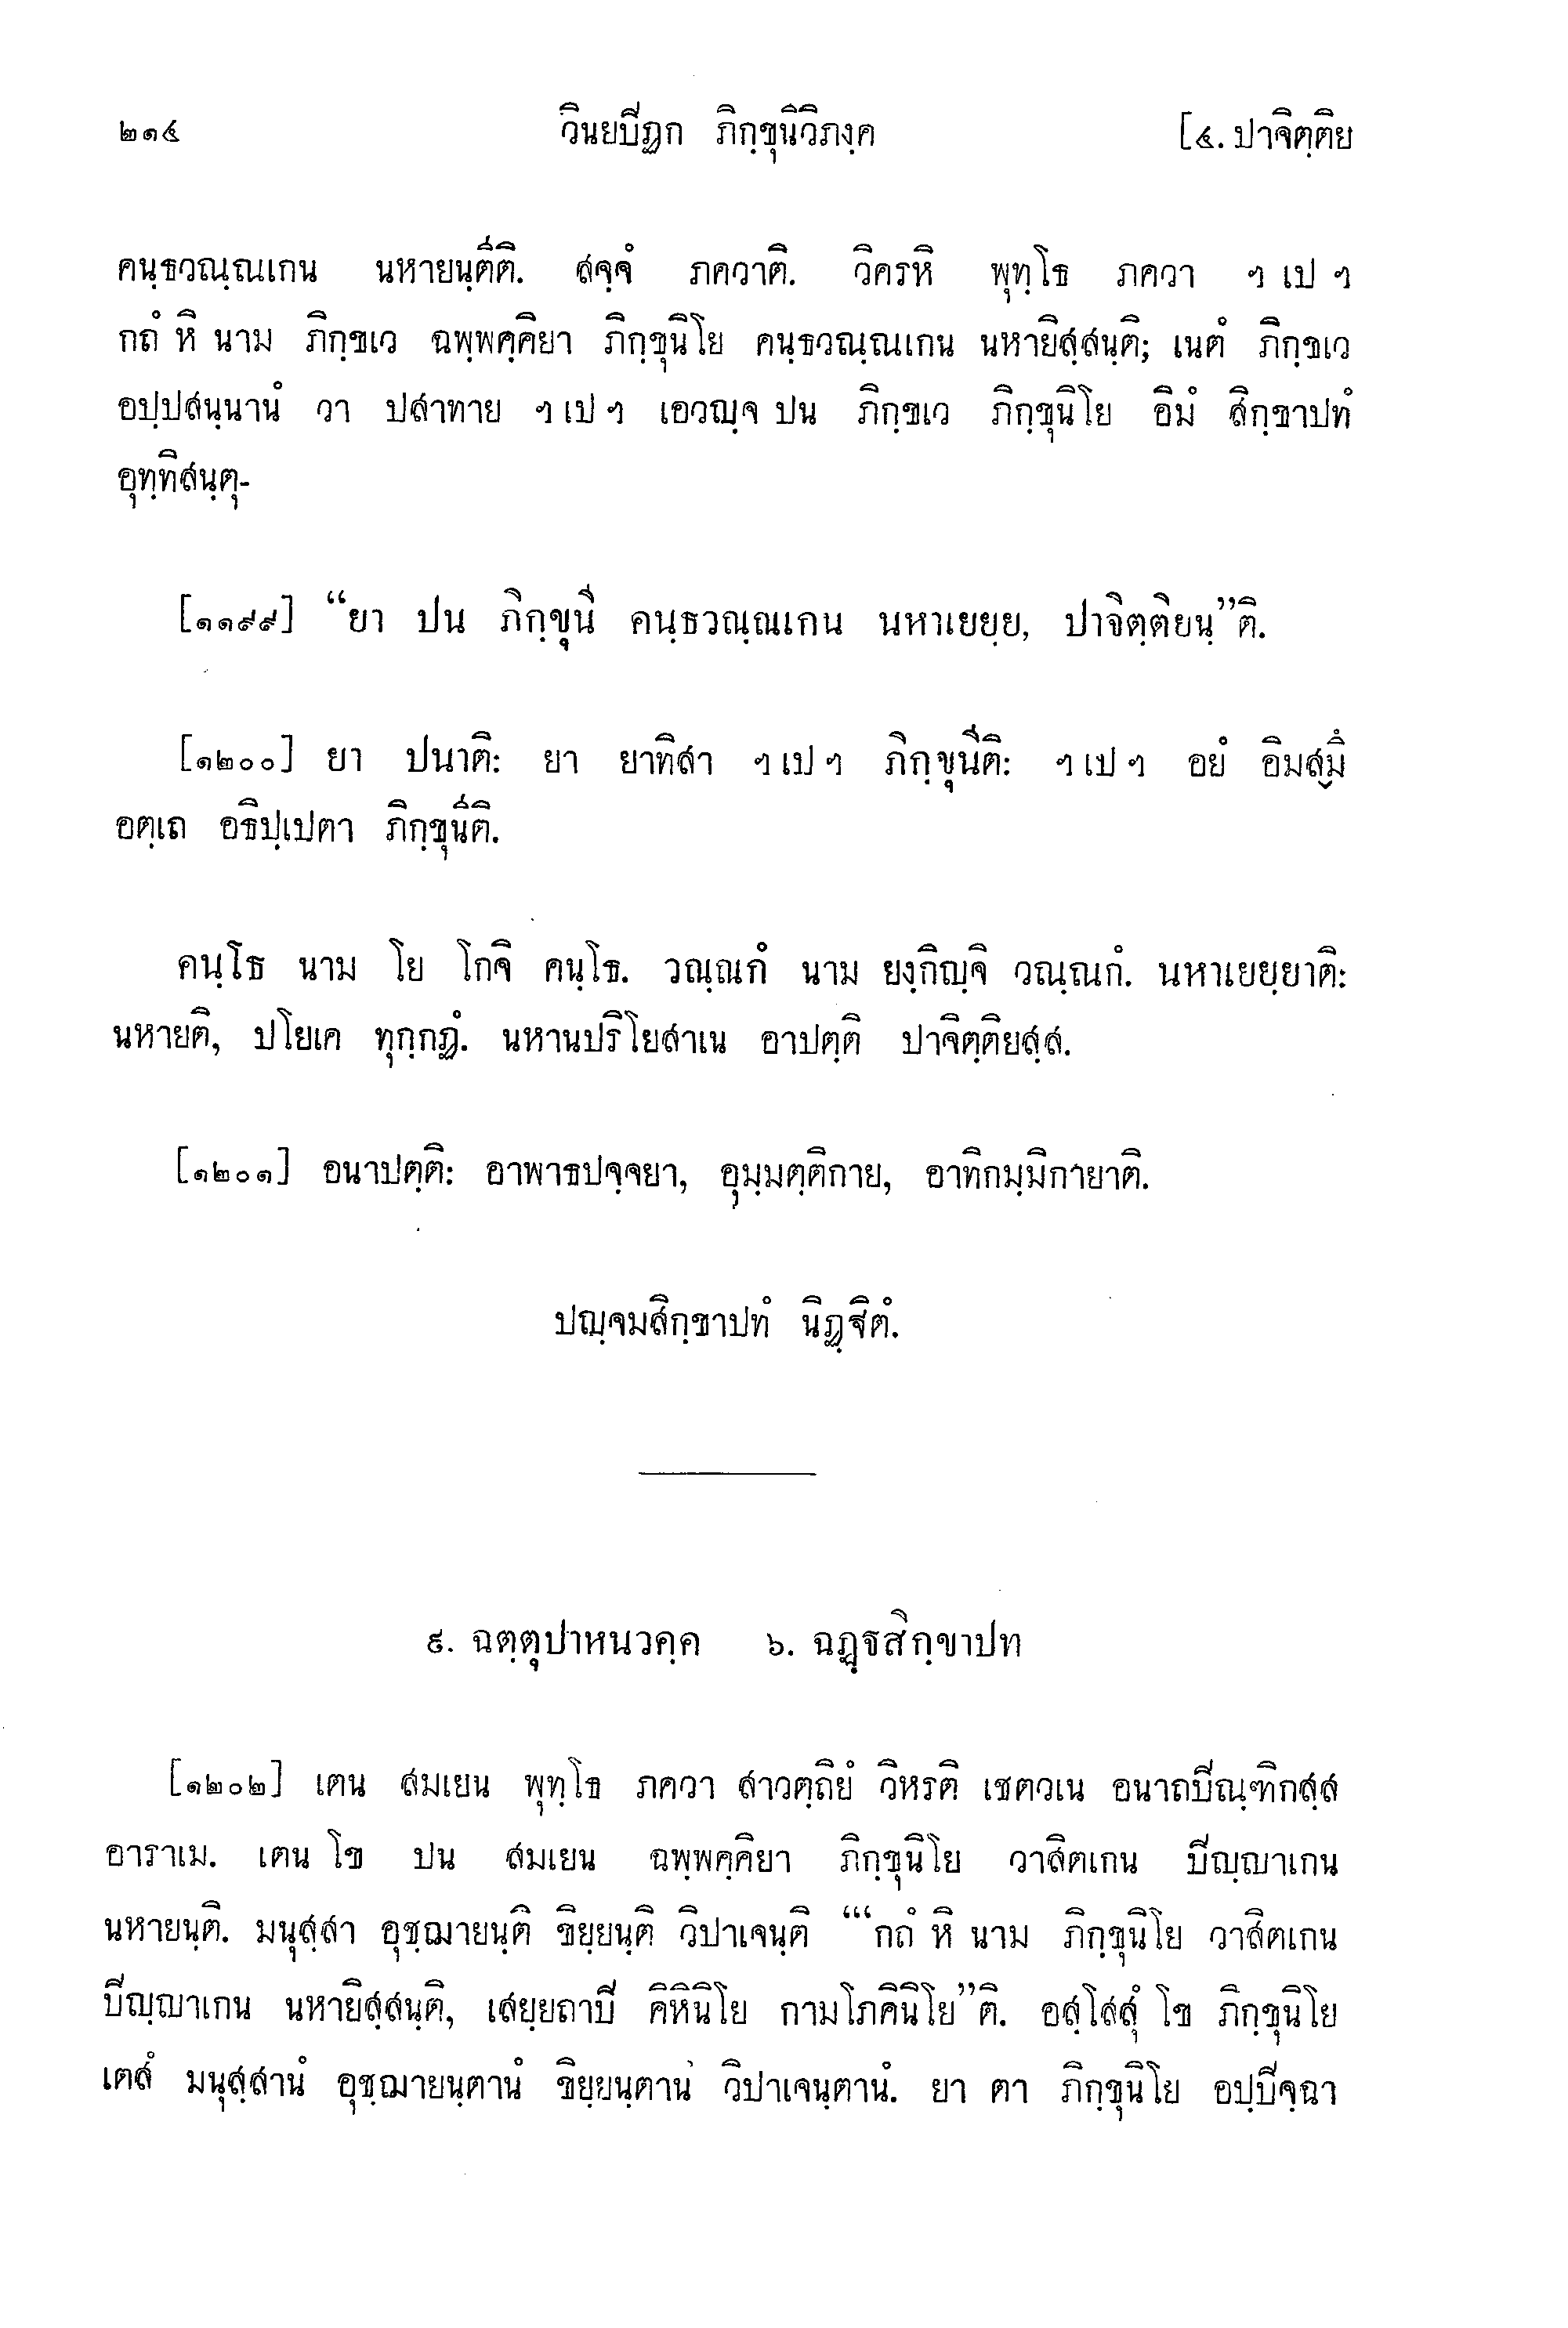 ๒๑๔ วินยปิฏก ภิกฺขุนีวิภงฺค [๔. ปาจิตฺติย
คนฺธวณฺณเกน นหายนฺตีติ. สจฺจํ ภควาติ. วิครหิ พุทฺโธ ภควา ฯ เป ฯ
กถํ หิ นาม ภิกฺขเว ฉพฺพคฺคิยา ภิกฺขุนิโย คนฺธวณฺณเกน นหายิสฺสนฺติ; เนตํ ภิกฺขเว
อปฺปสนฺนานํ วา ปสาทาย ฯ เป ฯ เอวญฺจ ปน ภิกฺขเว ภิกฺขุนิโย อิมํ สิกฺขาปทํ
อุทฺทิสนฺตุ-
[๑๑๙๙] “ยา ปน ภิกฺขุนี คนฺธวณฺณเกน นหาเยยฺย, ปาจิตฺติยนฺ”ติ.
[๑๒๐๐] ยา ปนาติ: ยา ยาทิสา ฯ เป ฯ ภิกฺขุนีติ: ฯ เป ฯ อยํ อิมสฺมึ
อตฺเถ อธิปฺเปตา ภิกฺขุนีติ.
คนฺโธ นาม โย โกจิ คนฺโธ. วณฺณกํ นาม ยงฺกิญฺจิ วณฺณกํ. นหาเยยฺยาติ:
นหายติ, ปโยเค ทุกฺกฏํ. นหานปริโยสาเน อาปตฺติ ปาจิตฺติยสฺส.
[๑๒๐๑] อนาปตฺติ: อาพาธปจฺจยา, อุมฺมตฺติกาย, อาทิกมฺมิกายาติ.
ปญฺจมสิกฺขาปทํ นิฏฺฐิตํ.
๙. ฉตฺตุปาหนวคฺค ๖. ฉฏฺฐสิกฺขาปท
[๑๒๐๒] เตน สมเยน พุทฺโธ ภควา สาวตฺถิยํ วิหรติ เชตวเน อนาถปิณฺฑิกสฺส
อาราเม. เตน โข ปน สมเยน ฉพฺพคฺคิยา ภิกฺขุนิโย วาสิตเกน ปิญฺญาเกน
นหายนฺติ. มนุสฺสา อุชฺฌายนฺติ ขิยฺยนฺติ วิปาเจนฺติ “‘กถํ หิ นาม ภิกฺขุนิโย วาสิตเกน
ปิญฺญาเกน นหายิสฺสนฺติ, เสยฺยถาปิ คิหินิโย กามโภคินิโย”ติ. อสฺโสสุํ โข ภิกฺขุนิโย
เตสํ มนุสฺสานํ อุชฺฌายนฺตานํ ขิยฺยนฺตานํ วิปาเจนฺตานํ. ยา ตา ภิกฺขุนิโย อปฺปิจฺฉา